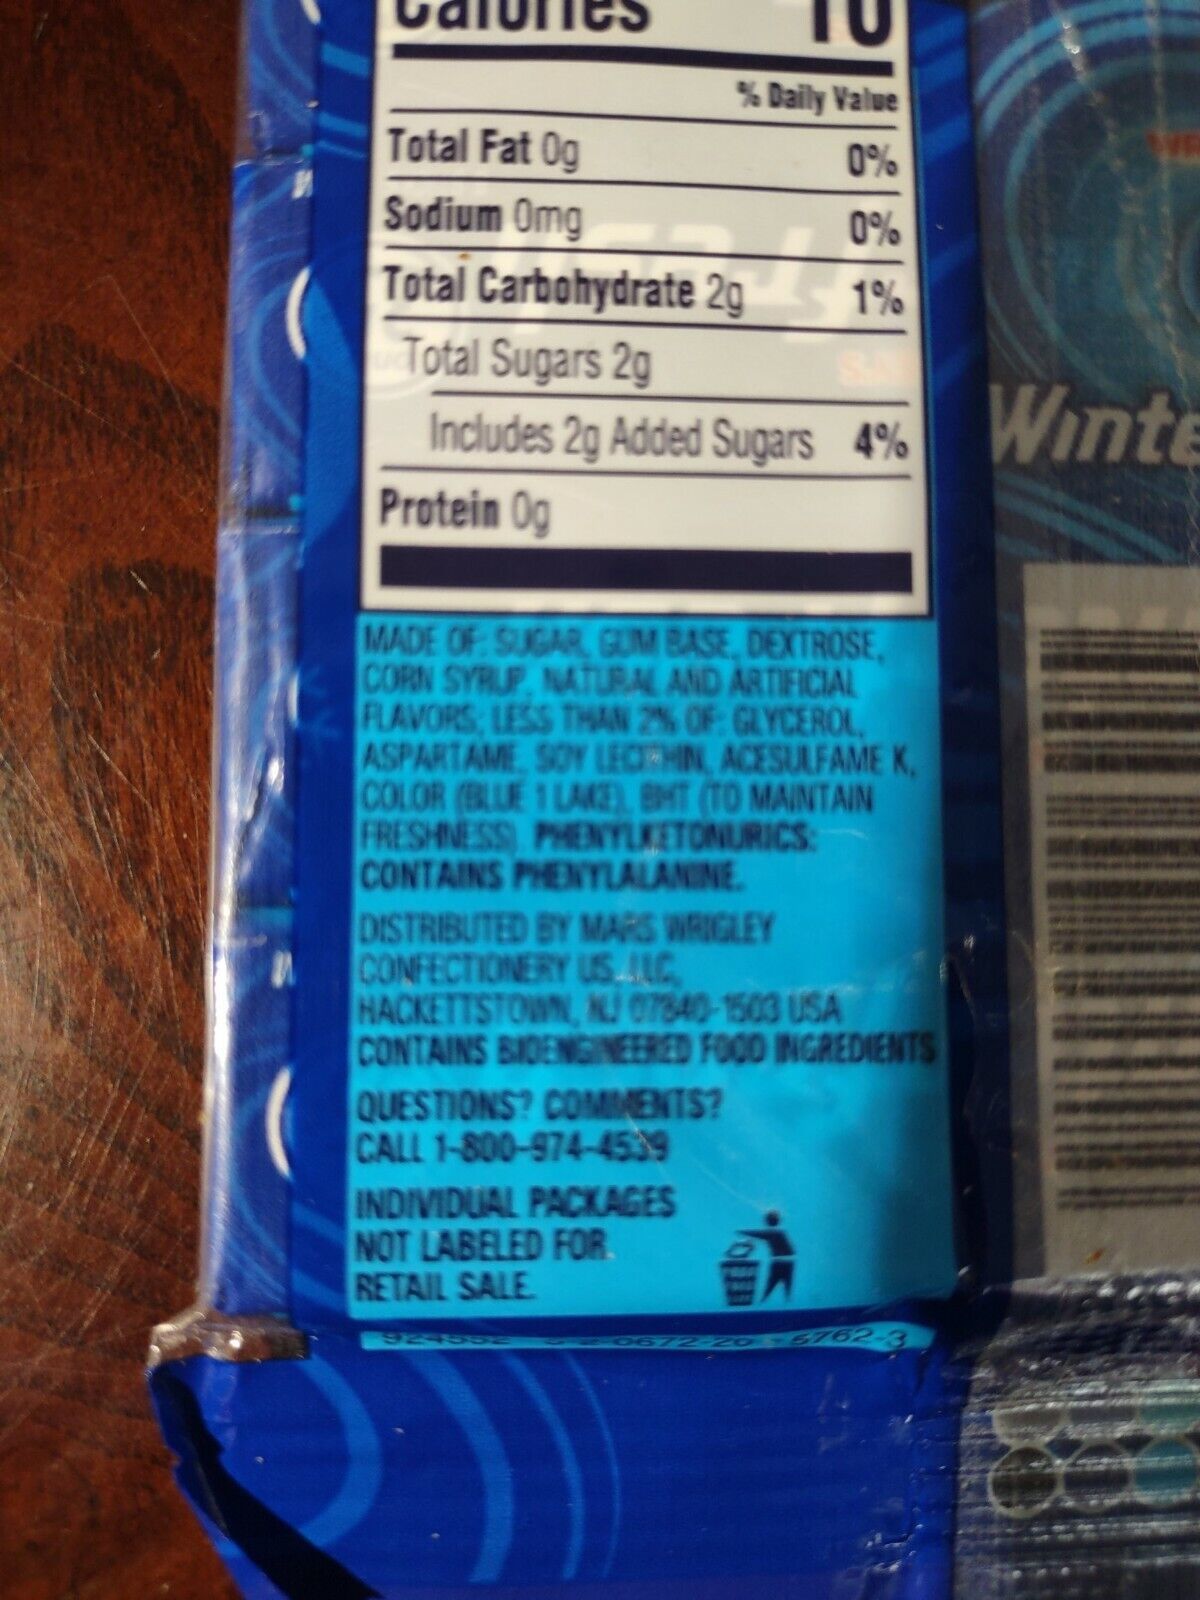 Calories 10
% Daily Value
Total Fat 0g 0%
Sodium 0mg 0%
Total Carbohydrate 2g 1%
Total Sugars 2g
Includes 2g Added Sugars 4%
Protein 0g
MADE OF: SUGAR, GUM BASE, DEXTROSE,
CORN SYRUP, NATURAL AND ARTIFICIAL
FLAVORS; LESS THAN 2% OF: GLYCEROL,
ASPARTAME, SOY LECITHIN, ACESULFAME K,
COLOR (BLUE 1 LAKE), BHT (TO MAINTAIN
FRESHNESS). PHENYLKETONURICS:
CONTAINS PHENYLALANINE.
DISTRIBUTED BY MARS WRIGLEY
CONFECTIONERY US, LLC,
HACKETTSTOWN, NJ 07840-1503 USA
CONTAINS BIOENGINEERED FOOD INGREDIENTS
QUESTIONS? COMMENTS?
CALL 1-800-974-4539
INDIVIDUAL PACKAGES
NOT LABELED FOR
RETAIL SALE.
Winte